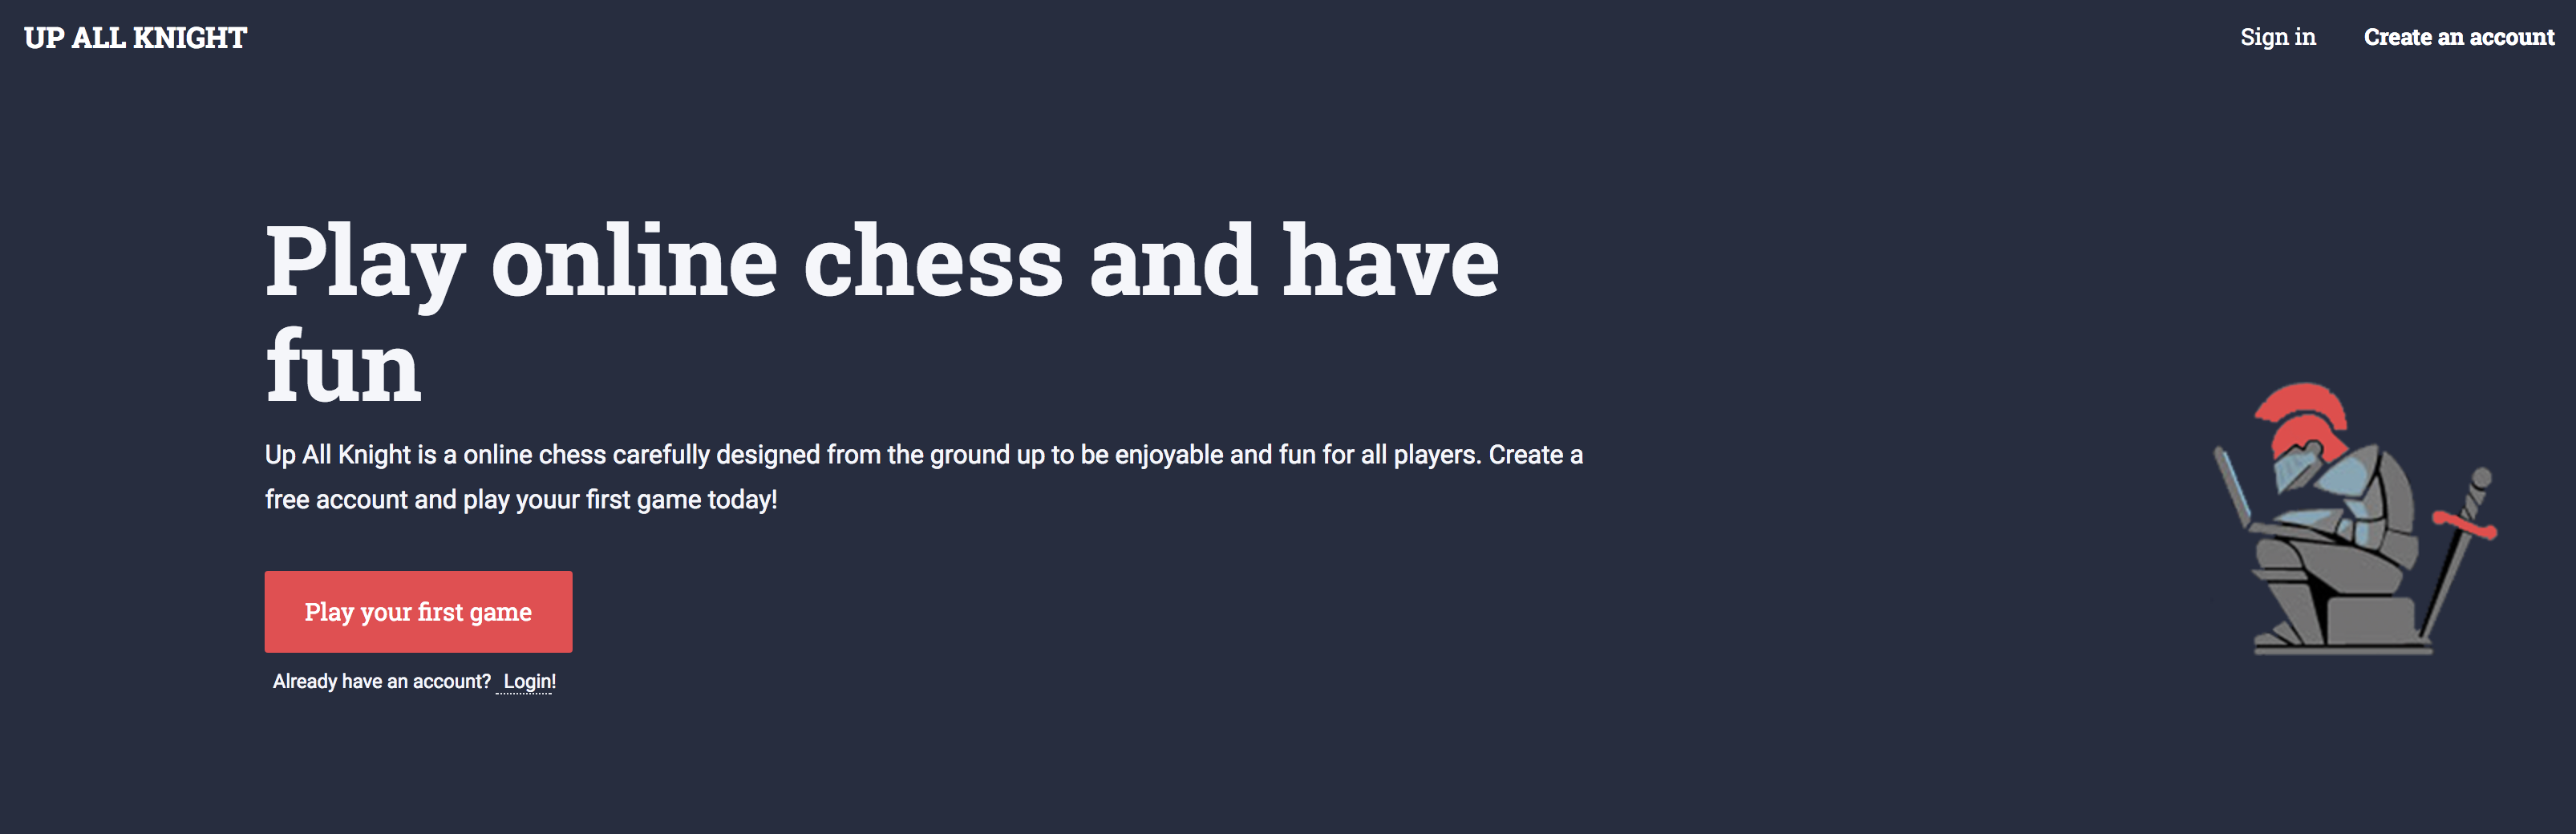 UP ALL KNIGHT
Sign in
Create an account
Play online chess and have
fun
Up All Knight is a online chess carefully designed from the ground up to be enjoyable and fun for all players. Create a
free account and play youur first game today!
Play your first game
Already have an account? Login!